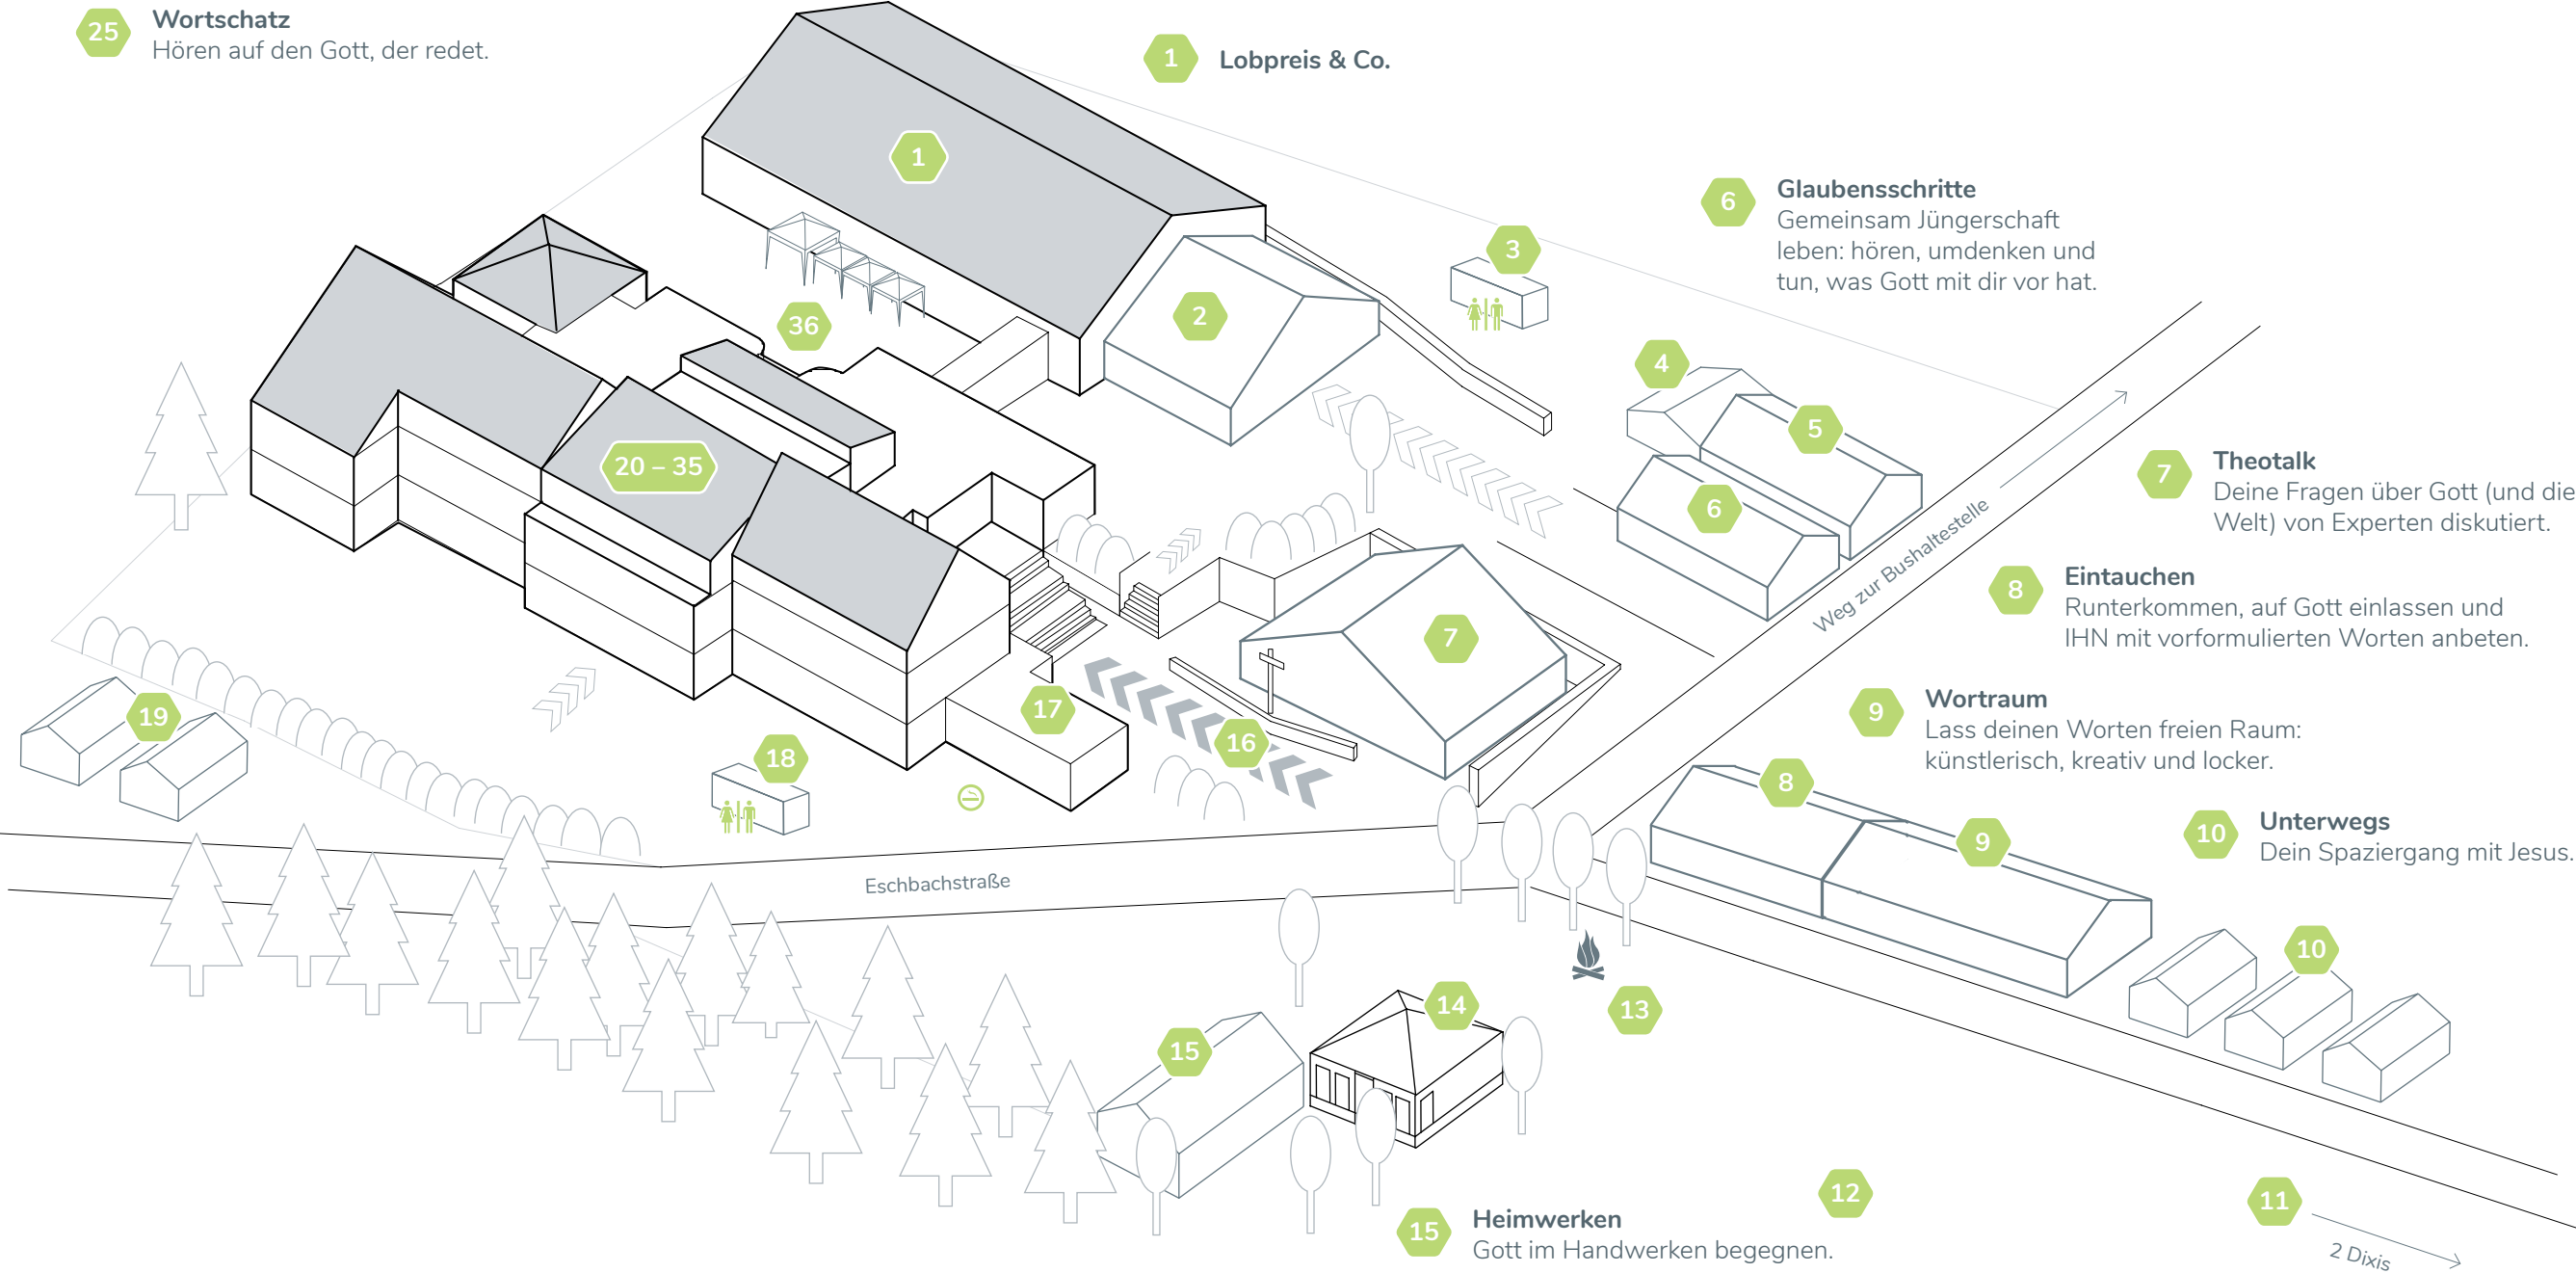 25
Wortschatz
Hören auf den Gott, der redet.
1
Lobpreis & Co.
1
6
Glaubensschritte
Gemeinsam Jüngerschaft
leben: hören, umdenken und
tun, was Gott mit dir vor hat.
3
2
36
4
5
6
20 – 35
7
Theotalk
Deine Fragen über Gott (und die
Welt) von Experten diskutiert.
Weg zur Bushaltestelle
8
Eintauchen
Runterkommen, auf Gott einlassen und
IHN mit vorformulierten Worten anbeten.
7
9
Wortraum
Lass deinen Worten freien Raum:
künstlerisch, kreativ und locker.
19
17
16
18
8
9
10
Unterwegs
Dein Spaziergang mit Jesus.
Eschbachstraße
10
14
13
15
12
11
2 Dixis
15
Heimwerken
Gott im Handwerken begegnen.